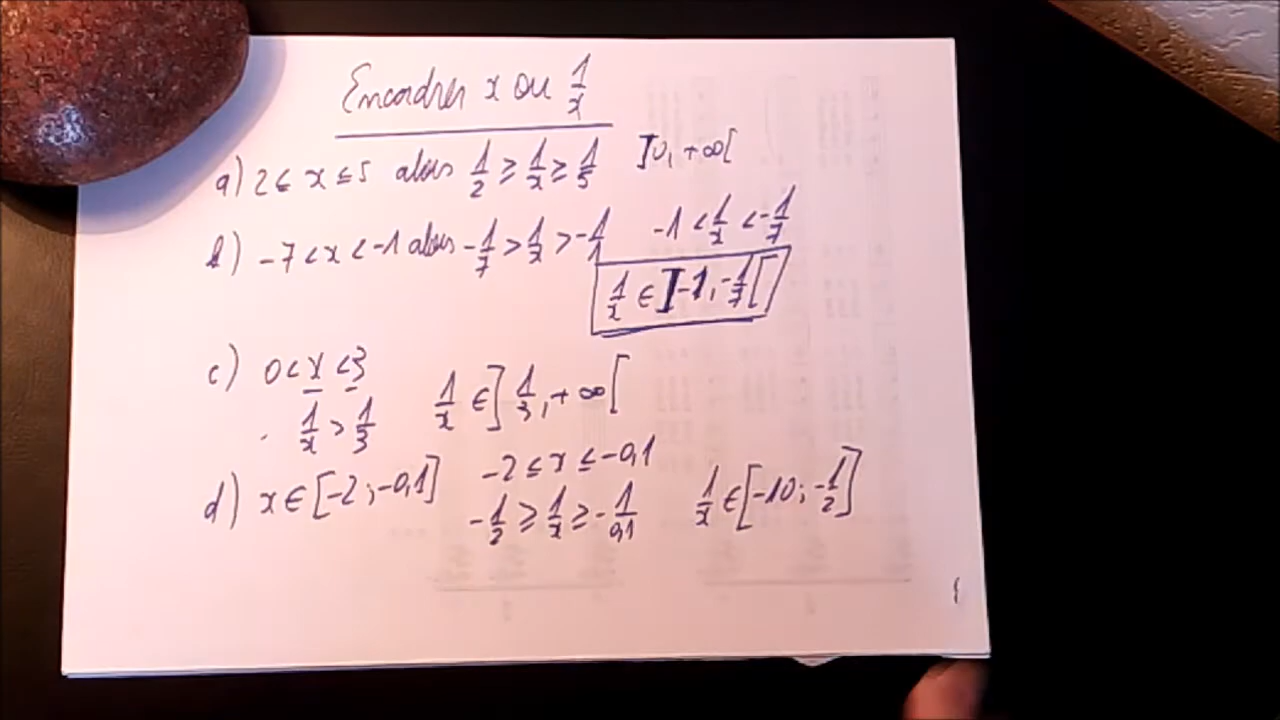 Encadrer x ou 1/x
a) 2 ≤ x ≤ 5 alors 1/2 ≥ 1/x ≥ 1/5 ]0, +∞[
b) -7 < x < -1 alors -1/7 > 1/x > -1/1 -1 < 1/x < -1/7
1/x ∈ ]-1, -1/7[
c) 0 < x < 3 1/x ∈ ]1/3, +∞[
1/x > 1/3
d) x ∈ [-2 ; -0,1] -2 ≤ x ≤ -0,1 1/x ∈ [-10 ; -1/2]
-1/2 ≥ 1/x ≥ -1/0,1